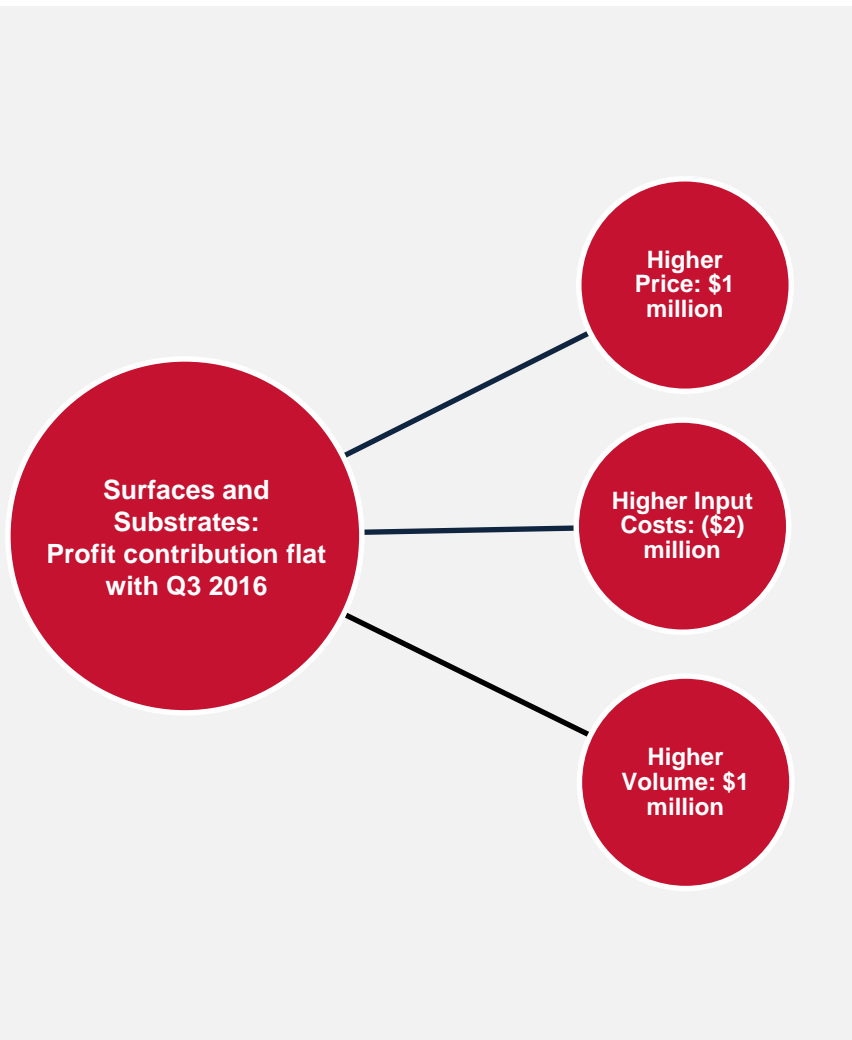 Higher
Price: $1
million
Surfaces and
Substrates:
Profit contribution flat
with Q3 2016
Higher Input
Costs: ($2)
million
Higher
Volume: $1
million